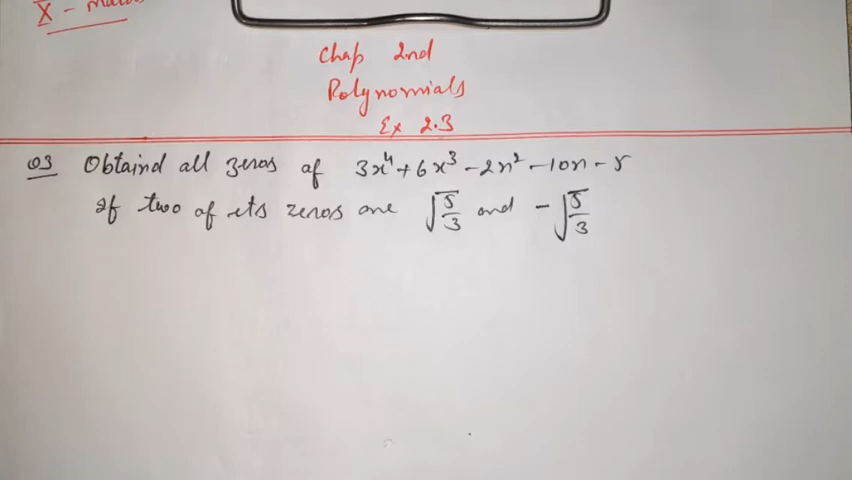 X - Maths
Chap 2nd
Polynomials
Ex 2.3
Q3 Obtaind all zeros of 3x⁴+6x³-2x²-10x-5
If two of its zeros are √5/3 and -√5/3